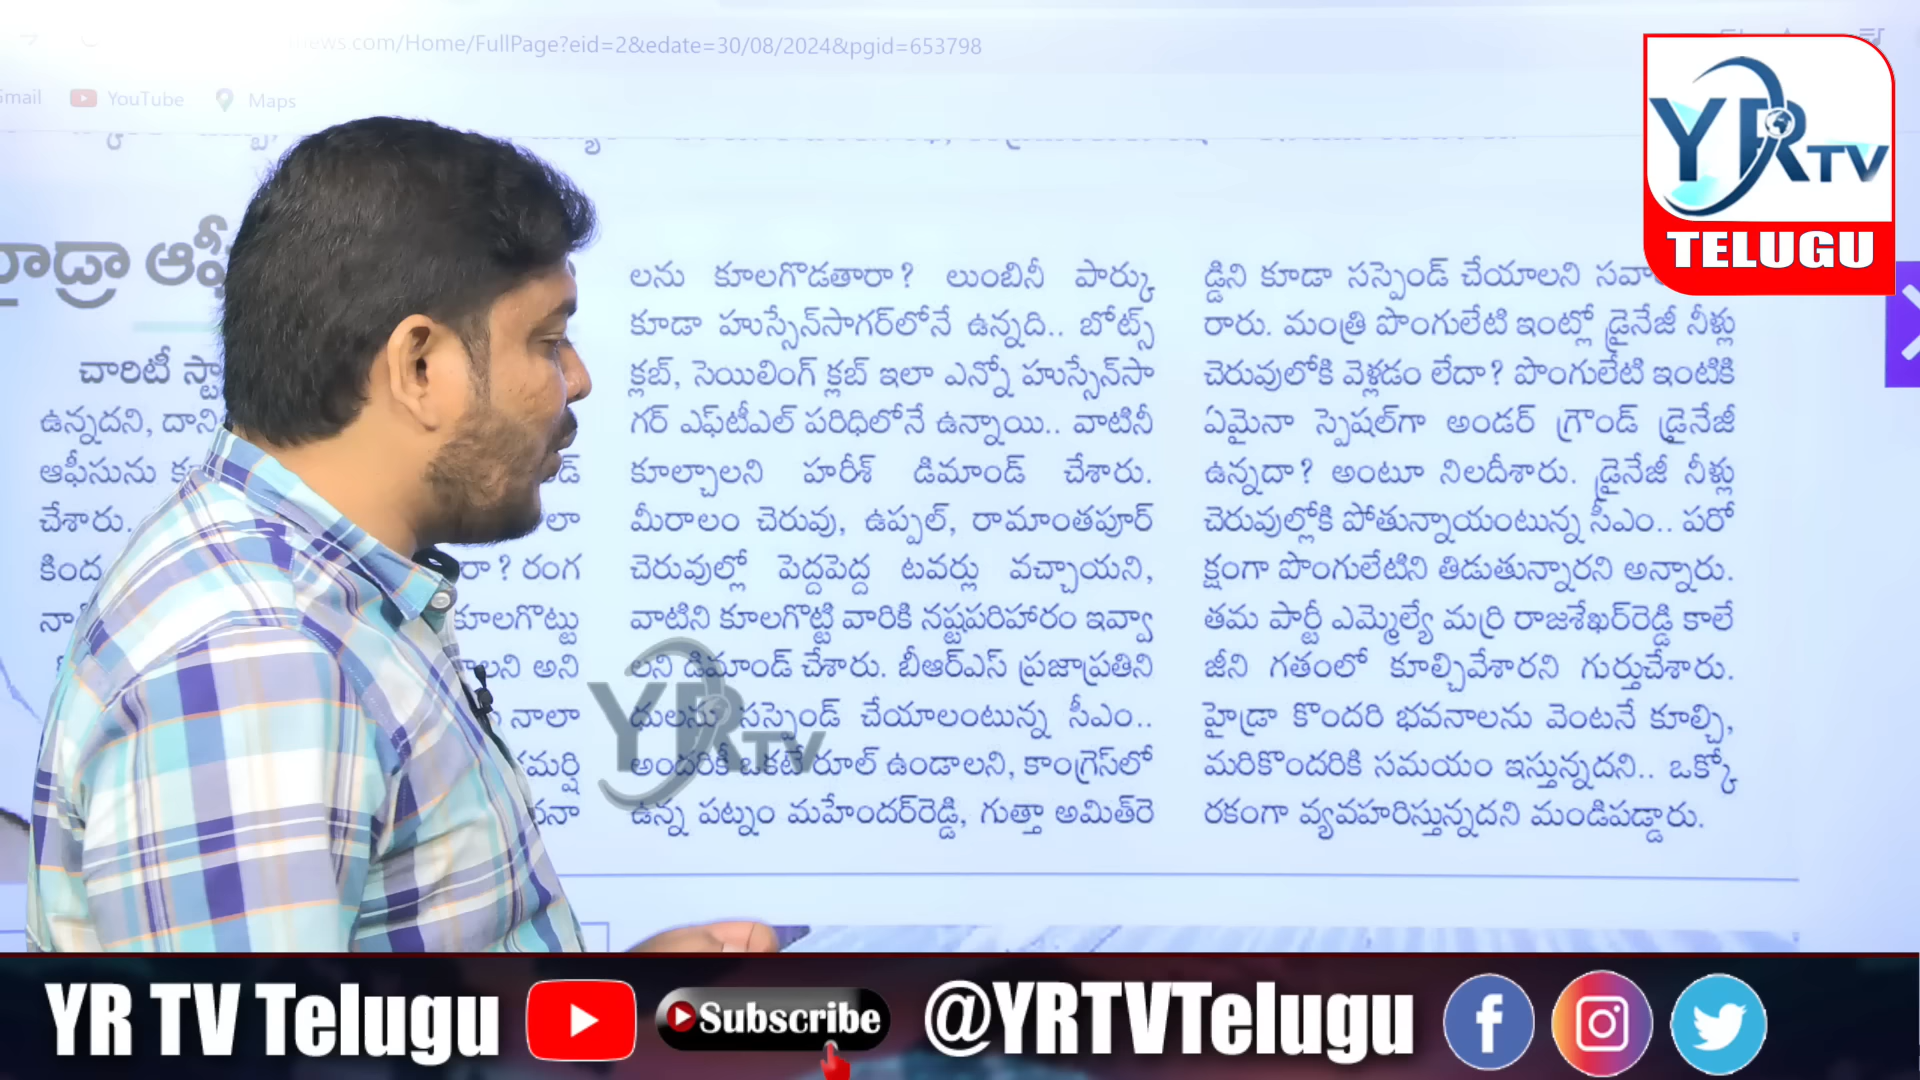 news.com/Home/FullPage?eid=2&edate=30/08/2024&pgid=653798
Gmail YouTube Maps
YR TV
TELUGU
చారిటీ
ఉన్నదని,
ఆఫీసును
చేశారు. లా
కింద రా? రంగ
కూలగొట్టు
లని అని
నాలా
లను కూలగొడతారా? లుంబినీ పార్కు
కూడా హుస్సేన్‌సాగర్‌లోనే ఉన్నది.. బోట్స్
క్లబ్, సెయిలింగ్ క్లబ్ ఇలా ఎన్నో హుస్సేన్‌సా
గర్ ఎఫ్‌టీఎల్ పరిధిలోనే ఉన్నాయి.. వాటినీ
కూల్చాలని హరీశ్ డిమాండ్ చేశారు.
మీరాలం చెరువు, ఉప్పల్, రామాంతపూర్
చెరువుల్లో పెద్దపెద్ద టవర్లు వచ్చాయని,
వాటిని కూలగొట్టి వారికి నష్టపరిహారం ఇవ్వా
లని డిమాండ్ చేశారు. బీఆర్ఎస్ ప్రజాప్రతిని
ధులను సస్పెండ్ చేయాలంటున్న సీఎం..
అందరికీ ఒకటే రూల్ ఉండాలని, కాంగ్రెస్‌లో
ఉన్న పట్నం మహేందర్‌రెడ్డి, గుత్తా అమిత్‌రె
డ్డిని కూడా సస్పెండ్ చేయాలని
రారు. మంత్రి పొంగులేటి ఇంట్లో డ్రైనేజీ నీళ్లు
చెరువులోకి వెళ్లడం లేదా? పొంగులేటి ఇంటికి
ఏమైనా స్పెషల్‌గా అండర్ గ్రౌండ్ డ్రైనేజీ
ఉన్నదా? అంటూ నిలదీశారు. డ్రైనేజీ నీళ్లు
చెరువుల్లోకి పోతున్నాయంటున్న సీఎం.. పరో
క్షంగా పొంగులేటిని తిడుతున్నారని అన్నారు.
తమ పార్టీ ఎమ్మెల్యే మర్రి రాజశేఖర్‌రెడ్డి కాలే
జీని గతంలో కూల్చివేశారని గుర్తుచేశారు.
హైడ్రా కొందరి భవనాలను వెంటనే కూల్చి,
మరికొందరికి సమయం ఇస్తున్నదని.. ఒక్కో
రకంగా వ్యవహరిస్తున్నదని మండిపడ్డారు.
YR TV
YR TV Telugu Subscribe @YRTVTelugu